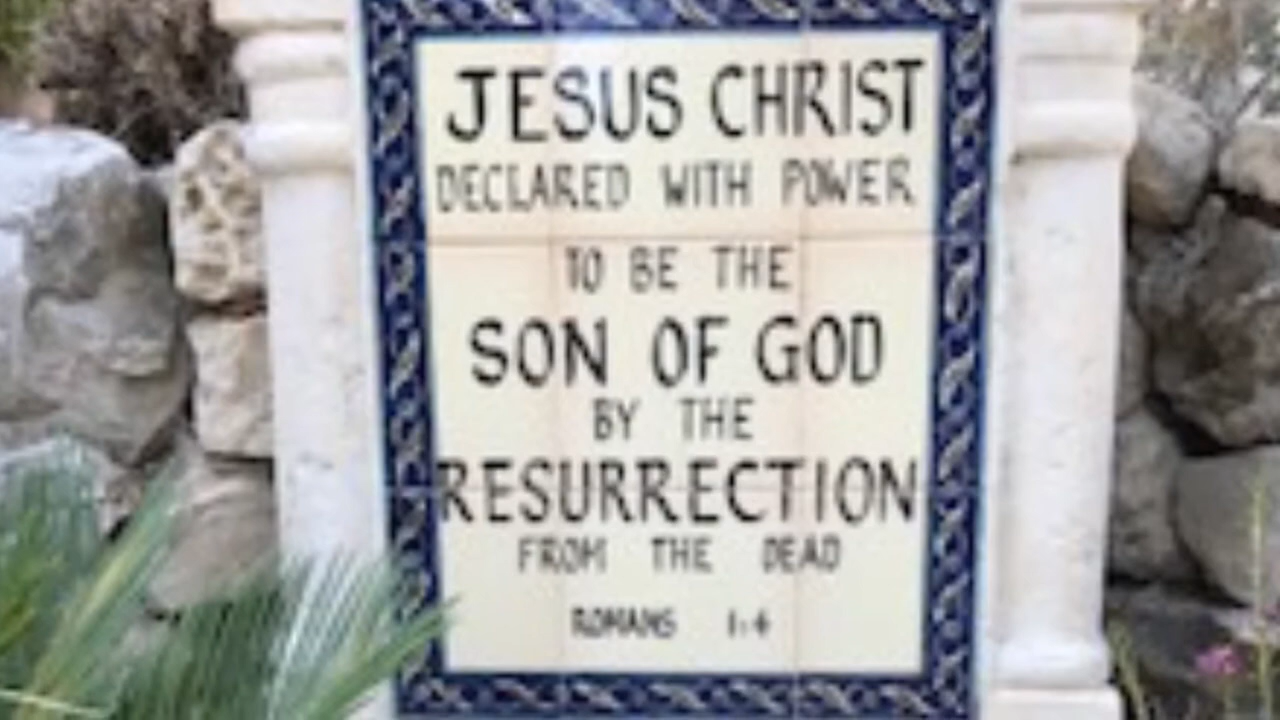 JESUS CHRIST
DECLARED WITH POWER
TO BE THE
SON OF GOD
BY THE
RESURRECTION
FROM THE DEAD
ROMANS 1:4